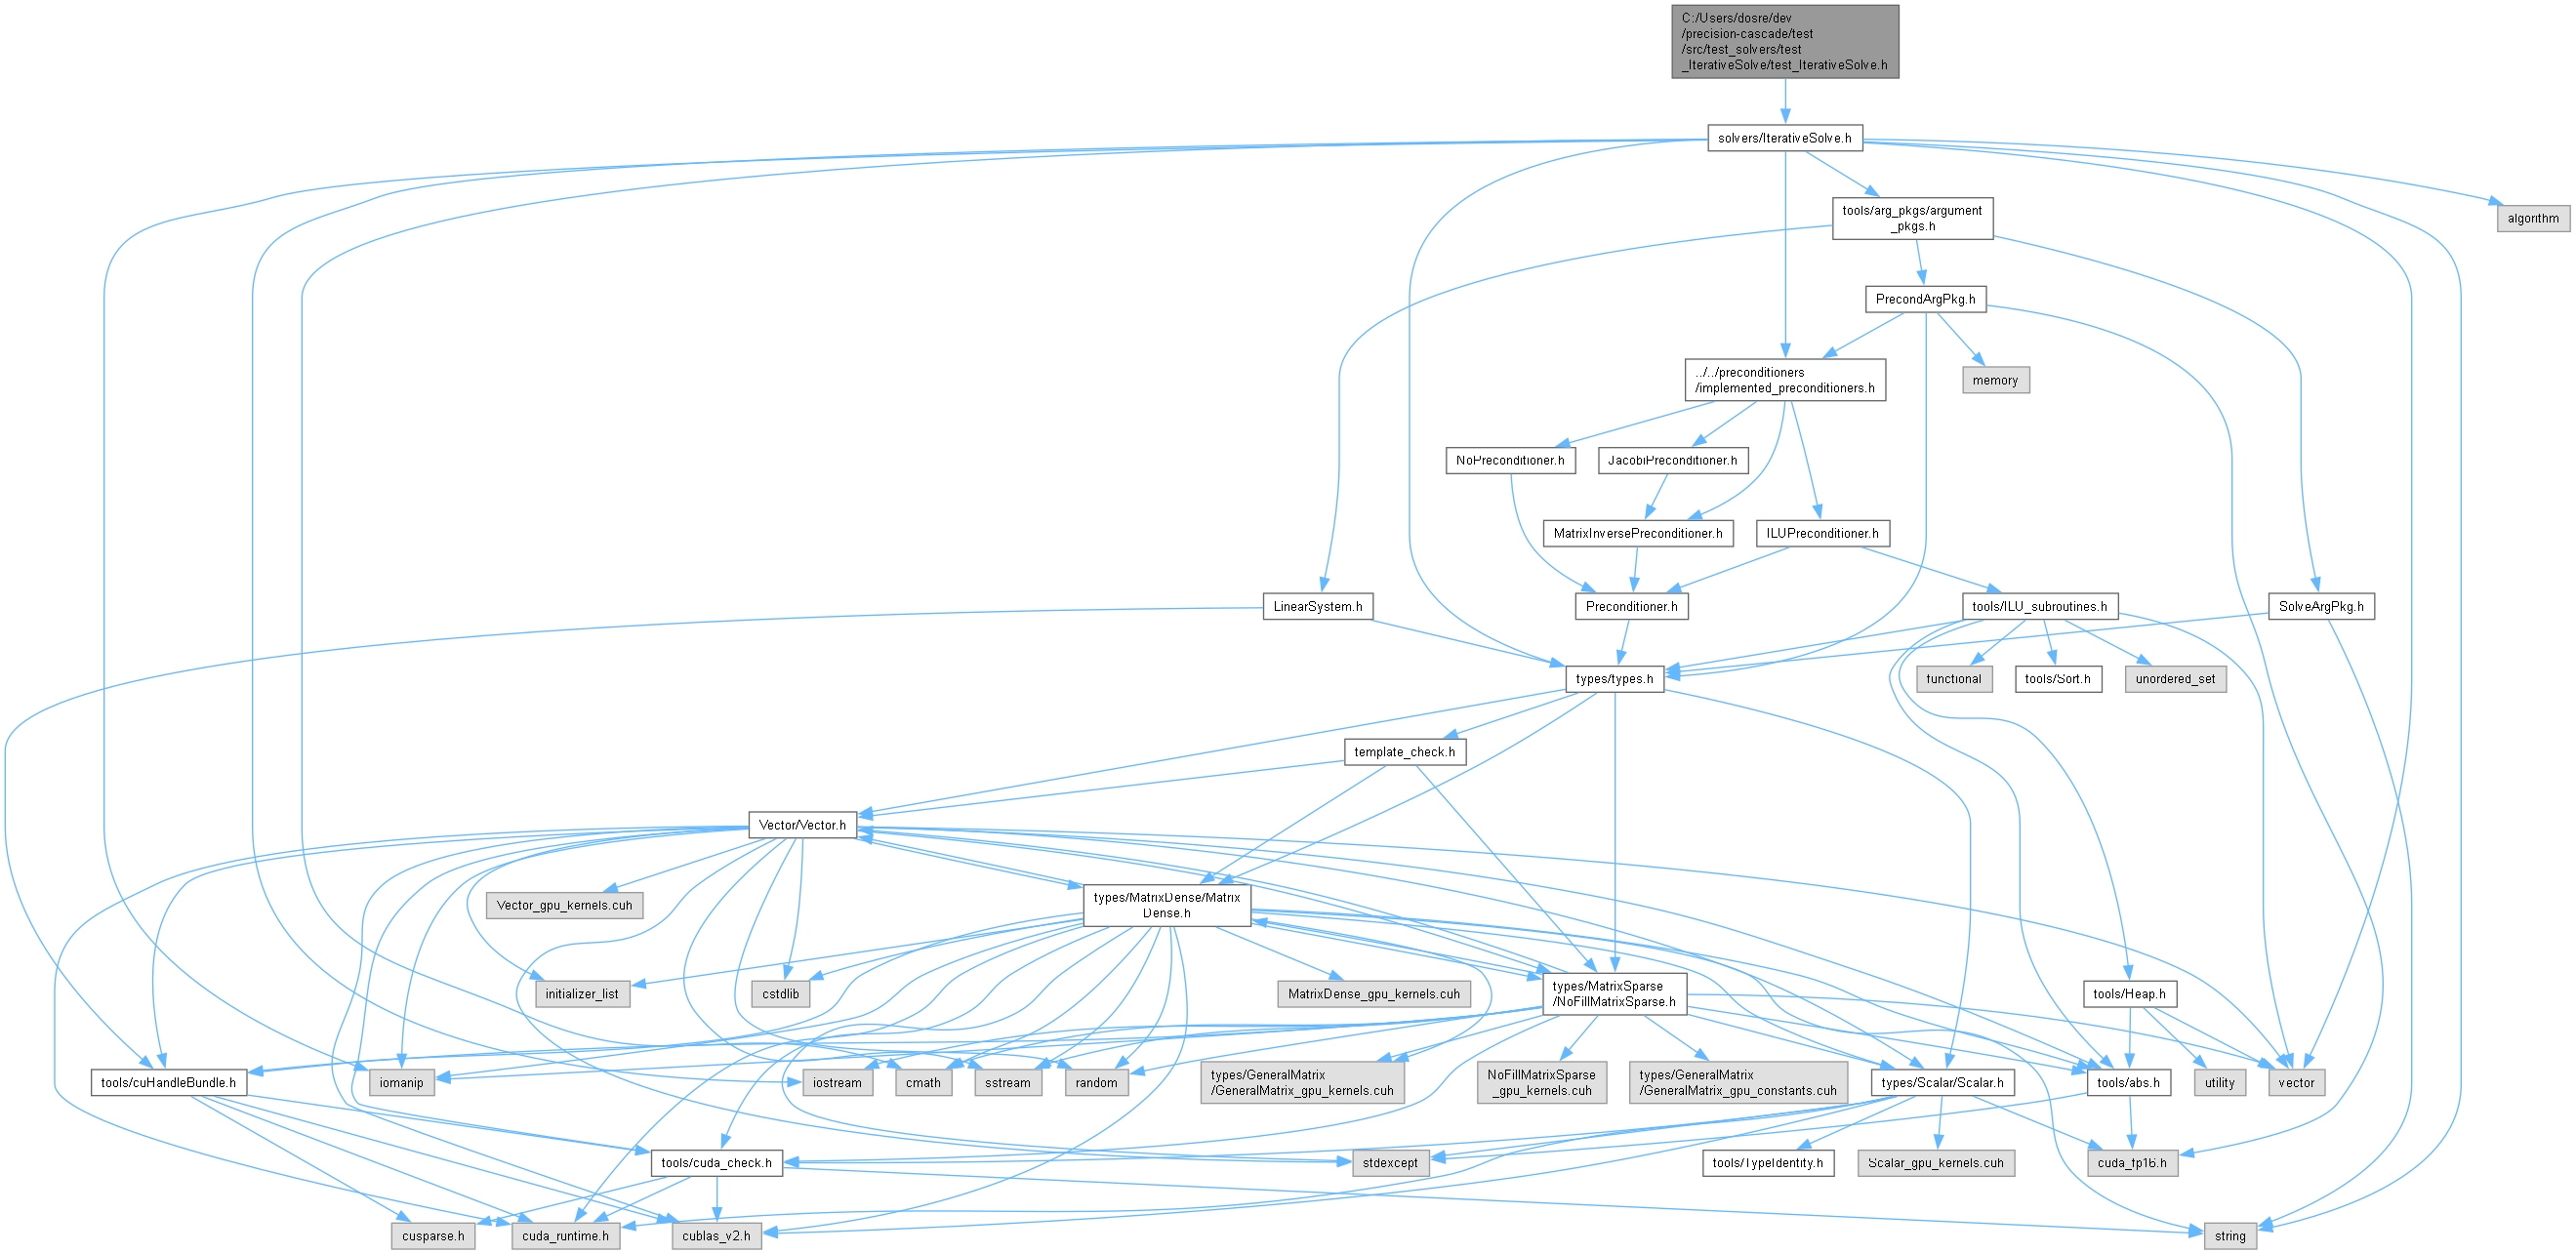 C:/Users/dosre/dev
/precision-cascade/test
/src/test_solvers/test
_IterativeSolve/test_IterativeSolve.h
solvers/IterativeSolve.h
tools/arg_pkgs/argument
_pkgs.h
algorithm
PrecondArgPkg.h
../../preconditioners
/implemented_preconditioners.h
memory
NoPreconditioner.h
JacobiPreconditioner.h
MatrixInversePreconditioner.h
ILUPreconditioner.h
LinearSystem.h
Preconditioner.h
tools/ILU_subroutines.h
SolveArgPkg.h
types/types.h
functional
tools/Sort.h
unordered_set
template_check.h
Vector/Vector.h
Vector_gpu_kernels.cuh
types/MatrixDense/Matrix
Dense.h
initializer_list
cstdlib
MatrixDense_gpu_kernels.cuh
types/MatrixSparse
/NoFillMatrixSparse.h
tools/Heap.h
tools/cuHandleBundle.h
iomanip
iostream
cmath
sstream
random
types/GeneralMatrix
/GeneralMatrix_gpu_kernels.cuh
NoFillMatrixSparse
_gpu_kernels.cuh
types/GeneralMatrix
/GeneralMatrix_gpu_constants.cuh
types/Scalar/Scalar.h
tools/abs.h
utility
vector
tools/cuda_check.h
stdexcept
tools/TypeIdentity.h
Scalar_gpu_kernels.cuh
cuda_fp16.h
cusparse.h
cuda_runtime.h
cublas_v2.h
string